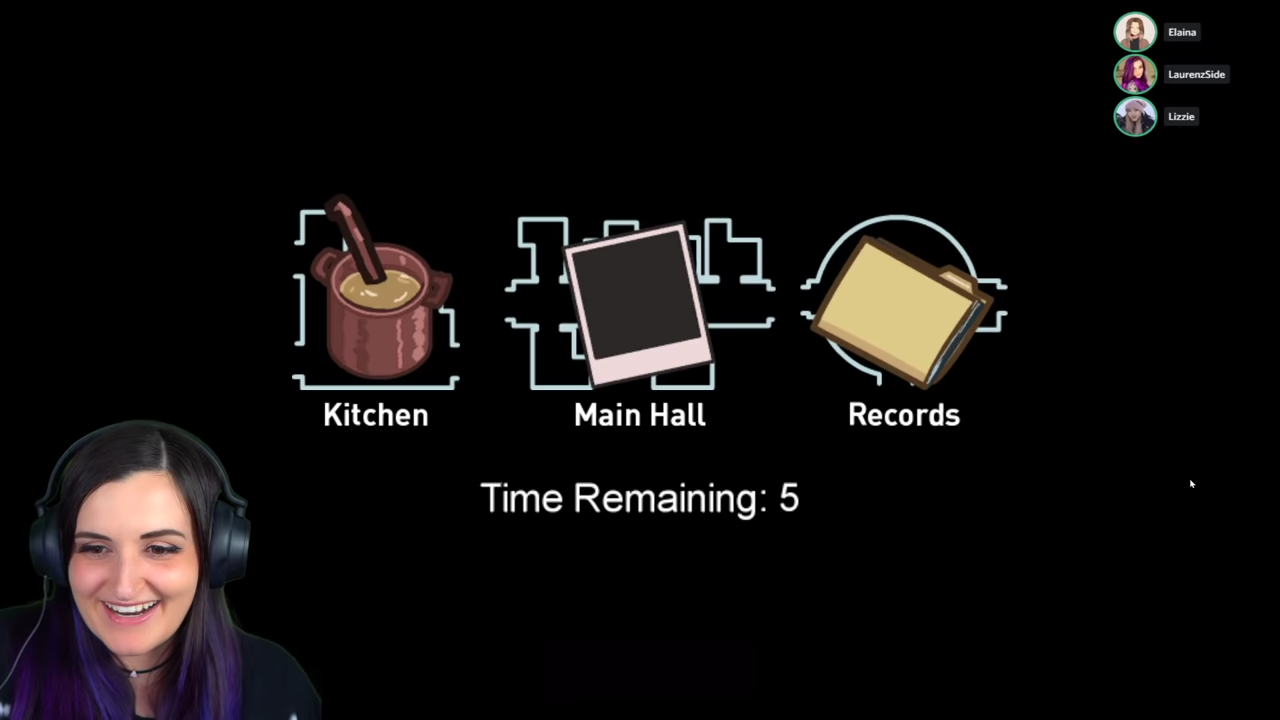 Elaina
LaurenzSide
Lizzie
Kitchen
Main Hall
Records
Time Remaining: 5